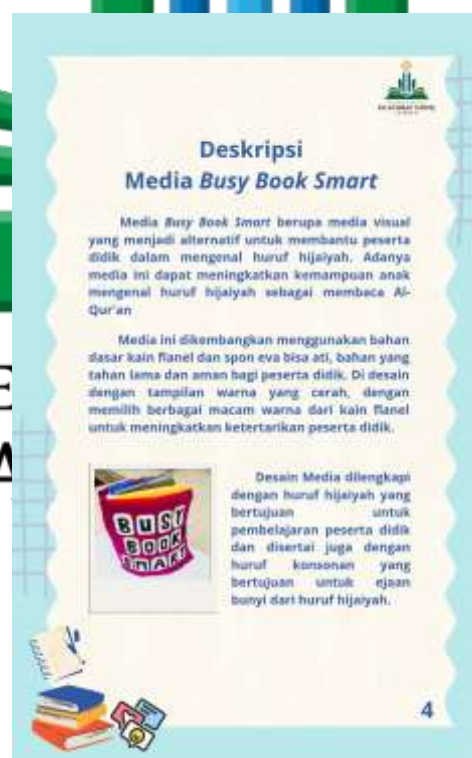 Deskripsi
Media Busy Book Smart
Media Busy Book Smart berupa media visual
yang menjadi alternatif untuk membantu peserta
didik dalam mengenal huruf hijaiyah. Adanya
media ini dapat meningkatkan kemampuan anak
mengenal huruf hijaiyah sebagai membaca Al-
Qur'an
Media ini dikembangkan menggunakan bahan
dasar kain flanel dan spon eva bisa ati, bahan yang
tahan lama dan aman bagi peserta didik. Di desain
dengan tampilan warna yang cerah, dengan
memilih berbagai macam warna dari kain flanel
untuk meningkatkan ketertarikan peserta didik.
BUSY
BOOK
SMART
Desain Media dilengkapi
dengan huruf hijaiyah yang
bertujuan untuk
pembelajaran peserta didik
dan disertai juga dengan
huruf konsonan yang
bertujuan untuk ejaan
bunyi dari huruf hijaiyah.
4